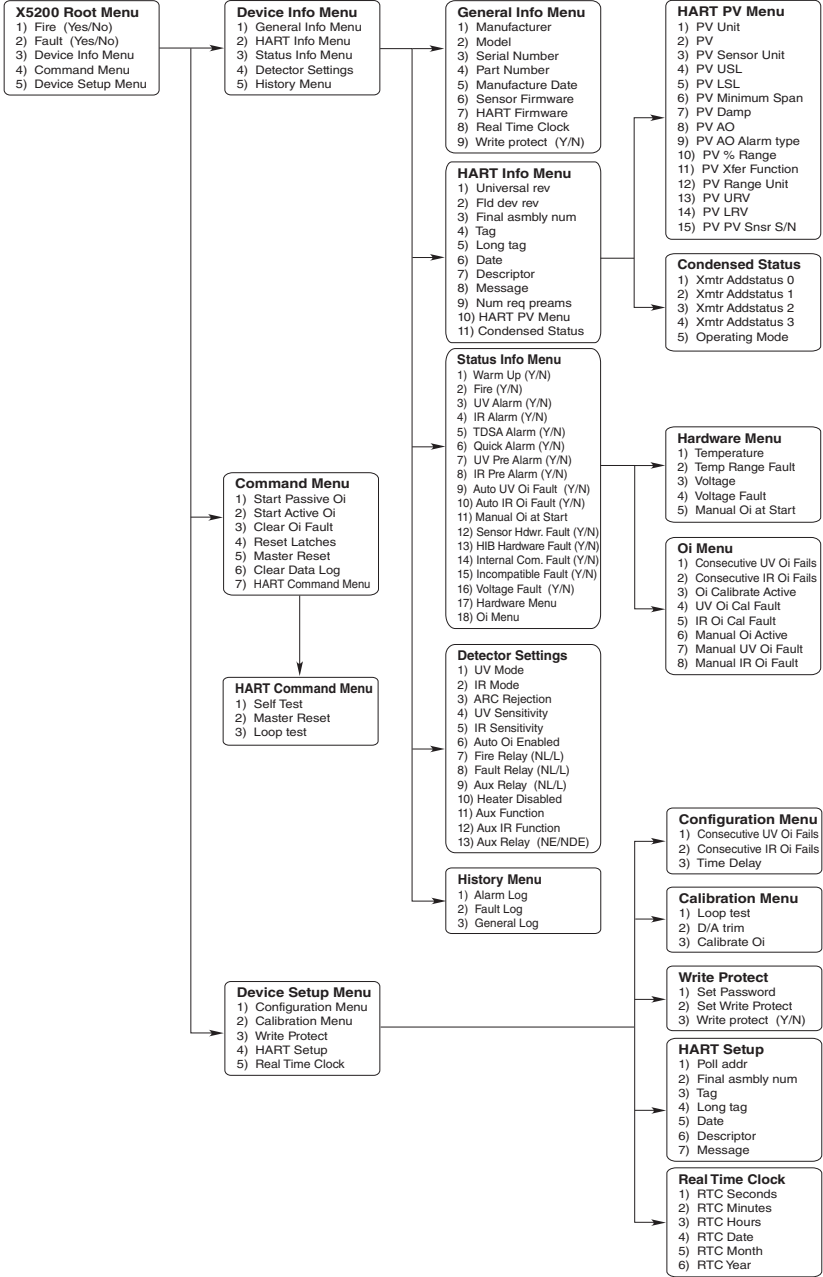 X5200 Root Menu
1) Fire (Yes/No)
2) Fault (Yes/No)
3) Device Info Menu
4) Command Menu
5) Device Setup Menu
Device Info Menu
1) General Info Menu
2) HART Info Menu
3) Status Info Menu
4) Detector Settings
5) History Menu
General Info Menu
1) Manufacturer
2) Model
3) Serial Number
4) Part Number
5) Manufacture Date
6) Sensor Firmware
7) HART Firmware
8) Real Time Clock
9) Write protect (Y/N)
HART PV Menu
1) PV Unit
2) PV
3) PV Sensor Unit
4) PV USL
5) PV LSL
6) PV Minimum Span
7) PV Damp
8) PV AO
9) PV AO Alarm type
10) PV % Range
11) PV Xfer Function
12) PV Range Unit
13) PV URV
14) PV LRV
15) PV PV Snsr S/N
HART Info Menu
1) Universal rev
2) Fld dev rev
3) Final asmbly num
4) Tag
5) Long tag
6) Date
7) Descriptor
8) Message
9) Num req preams
10) HART PV Menu
11) Condensed Status
Condensed Status
1) Xmtr Addstatus 0
2) Xmtr Addstatus 1
3) Xmtr Addstatus 2
4) Xmtr Addstatus 3
5) Operating Mode
Status Info Menu
1) Warm Up (Y/N)
2) Fire (Y/N)
3) UV Alarm (Y/N)
4) IR Alarm (Y/N)
5) TDSA Alarm (Y/N)
6) Quick Alarm (Y/N)
7) UV Pre Alarm (Y/N)
8) IR Pre Alarm (Y/N)
9) Auto UV Oi Fault (Y/N)
10) Auto IR Oi Fault (Y/N)
11) Manual Oi at Start
12) Sensor Hdwr. Fault (Y/N)
13) HIB Hardware Fault (Y/N)
14) Internal Com. Fault (Y/N)
15) Incompatible Fault (Y/N)
16) Voltage Fault (Y/N)
17) Hardware Menu
18) Oi Menu
Hardware Menu
1) Temperature
2) Temp Range Fault
3) Voltage
4) Voltage Fault
5) Manual Oi at Start
Oi Menu
1) Consecutive UV Oi Fails
2) Consecutive IR Oi Fails
3) Oi Calibrate Active
4) UV Oi Cal Fault
5) IR Oi Cal Fault
6) Manual Oi Active
7) Manual UV Oi Fault
8) Manual IR Oi Fault
Command Menu
1) Start Passive Oi
2) Start Active Oi
3) Clear Oi Fault
4) Reset Latches
5) Master Reset
6) Clear Data Log
7) HART Command Menu
HART Command Menu
1) Self Test
2) Master Reset
3) Loop test
Detector Settings
1) UV Mode
2) IR Mode
3) ARC Rejection
4) UV Sensitivity
5) IR Sensitivity
6) Auto Oi Enabled
7) Fire Relay (NL/L)
8) Fault Relay (NL/L)
9) Aux Relay (NL/L)
10) Heater Disabled
11) Aux Function
12) Aux IR Function
13) Aux Relay (NE/NDE)
History Menu
1) Alarm Log
2) Fault Log
3) General Log
Device Setup Menu
1) Configuration Menu
2) Calibration Menu
3) Write Protect
4) HART Setup
5) Real Time Clock
Configuration Menu
1) Consecutive UV Oi Fails
2) Consecutive IR Oi Fails
3) Time Delay
Calibration Menu
1) Loop test
2) D/A trim
3) Calibrate Oi
Write Protect
1) Set Password
2) Set Write Protect
3) Write protect (Y/N)
HART Setup
1) Poll addr
2) Final asmbly num
3) Tag
4) Long tag
5) Date
6) Descriptor
7) Message
Real Time Clock
1) RTC Seconds
2) RTC Minutes
3) RTC Hours
4) RTC Date
5) RTC Month
6) RTC Year